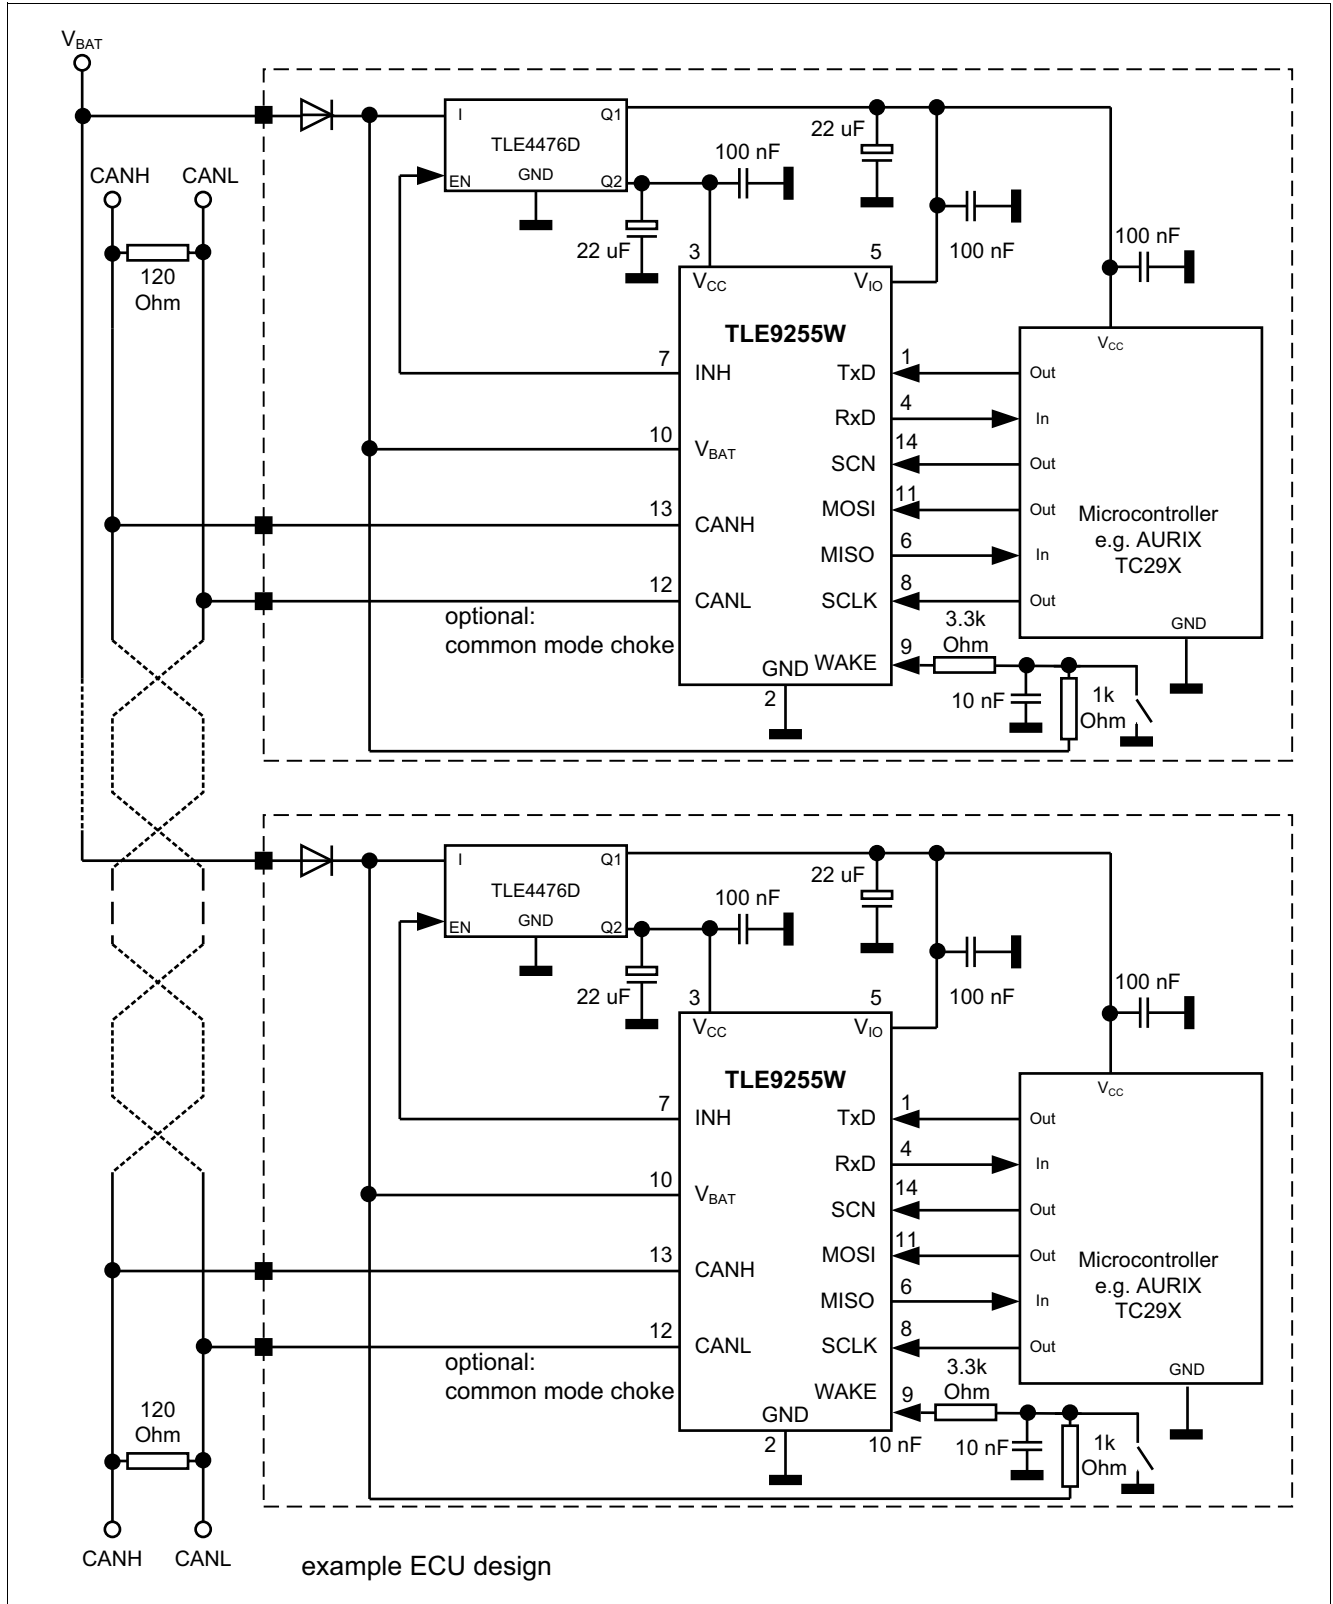 VBAT
CANH CANL
120
Ohm
I Q1
TLE4476D
EN GND Q2
22 uF
100 nF
22 uF
100 nF
100 nF
3 5
VCC VIO
TLE9255W
7 INH
10 VBAT
13 CANH
12 CANL
TxD 1
RxD 4
SCN 14
MOSI 11
MISO 6
SCLK 8
WAKE 9
GND
2
optional:
common mode choke
VCC
Out
In
Out
Out
In
Out
Microcontroller
e.g. AURIX
TC29X
GND
3.3k
Ohm
10 nF
1k
Ohm
I Q1
TLE4476D
EN GND Q2
22 uF
100 nF
22 uF
100 nF
100 nF
3 5
VCC VIO
TLE9255W
7 INH
10 VBAT
13 CANH
12 CANL
TxD 1
RxD 4
SCN 14
MOSI 11
MISO 6
SCLK 8
WAKE 9
GND
2
optional:
common mode choke
VCC
Out
In
Out
Out
In
Out
Microcontroller
e.g. AURIX
TC29X
GND
3.3k
Ohm
10 nF
10 nF
1k
Ohm
120
Ohm
CANH CANL
example ECU design